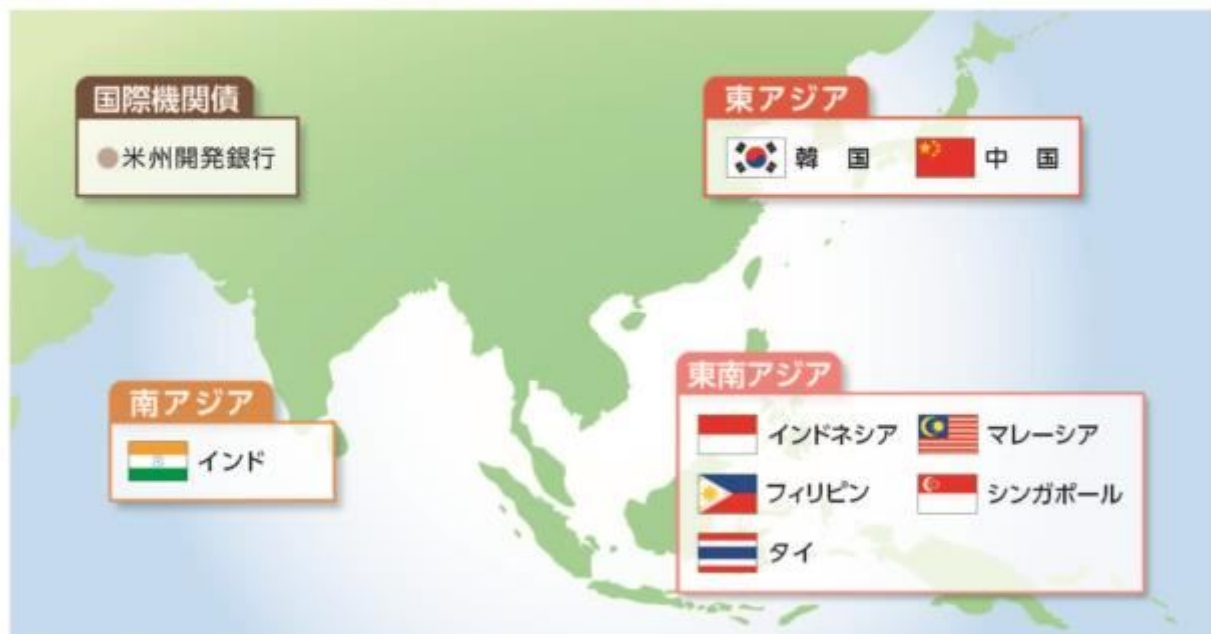 国際機関債
●米州開発銀行
東アジア
韓　国
中　国
南アジア
インド
東南アジア
インドネシア
マレーシア
フィリピン
シンガポール
タイ